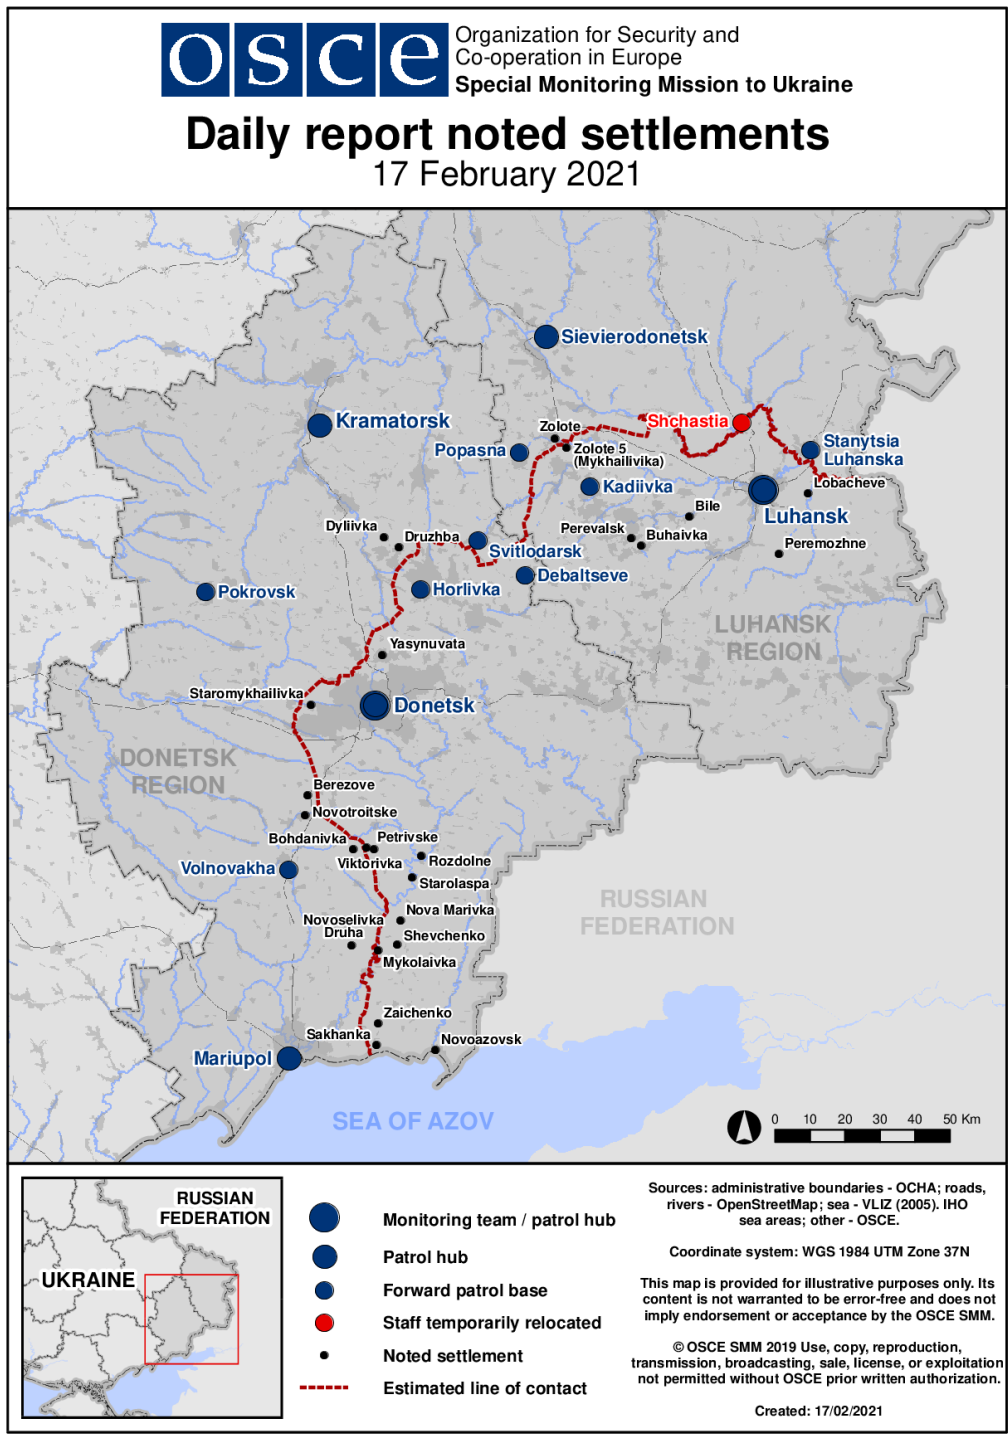 osce
Organization for Security and
Co-operation in Europe
Special Monitoring Mission to Ukraine
Daily report noted settlements
17 February 2021
Sievierodonetsk
Kramatorsk
Shchastia
Zolote
Popasna
Zolote 5
(Mykhailivika)
Stanytsia
Luhanska
Kadiivka
Lobacheve
Bile
Luhansk
Dyliivka
Druzhba
Perevalsk
Buhaivka
Peremozhne
Svitlodarsk
Debaltseve
Pokrovsk
Horlivka
LUHANSK
REGION
Yasynuvata
Staromykhailivka
Donetsk
DONETSK
REGION
Berezove
Novotroitske
Bohdanivka
Petrivske
Viktorivka
Rozdolne
Volnovakha
Starolaspa
RUSSIAN
FEDERATION
Nova Marivka
Novoselivka
Druha
Shevchenko
Mykolaivka
Zaichenko
Sakhanka
Novoazovsk
Mariupol
SEA OF AZOV
0 10 20 30 40 50 Km
RUSSIAN
FEDERATION
UKRAINE
Monitoring team / patrol hub
Patrol hub
Forward patrol base
Staff temporarily relocated
Noted settlement
Estimated line of contact
Sources: administrative boundaries - OCHA; roads,
rivers - OpenStreetMap; sea - VLIZ (2005). IHO
sea areas; other - OSCE.
Coordinate system: WGS 1984 UTM Zone 37N
This map is provided for illustrative purposes only. Its
content is not warranted to be error-free and does not
imply endorsement or acceptance by the OSCE SMM.
© OSCE SMM 2019 Use, copy, reproduction,
transmission, broadcasting, sale, license, or exploitation
not permitted without OSCE prior written authorization.
Created: 17/02/2021